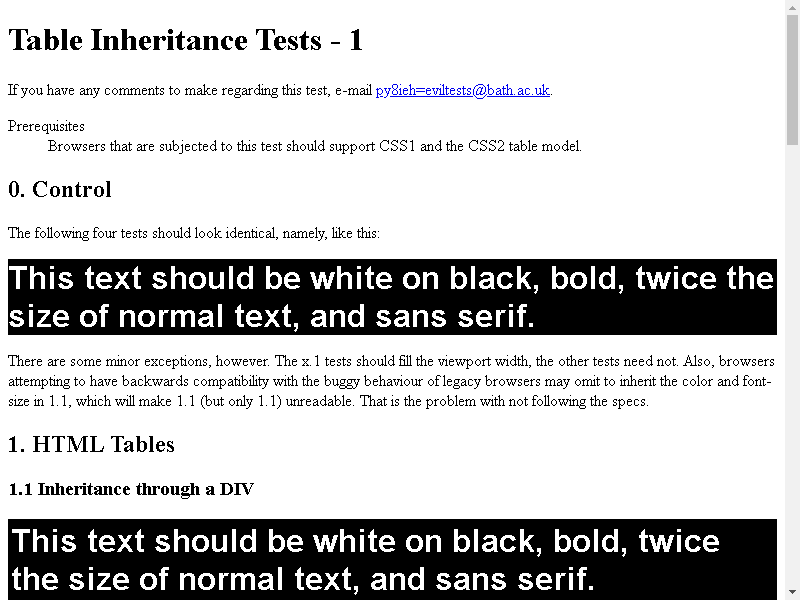 Table Inheritance Tests - 1
If you have any comments to make regarding this test, e-mail py8ieh=eviltests@bath.ac.uk.
Prerequisites
Browsers that are subjected to this test should support CSS1 and the CSS2 table model.
0. Control
The following four tests should look identical, namely, like this:
This text should be white on black, bold, twice the
size of normal text, and sans serif.
There are some minor exceptions, however. The x.1 tests should fill the viewport width, the other tests need not. Also, browsers
attempting to have backwards compatibility with the buggy behaviour of legacy browsers may omit to inherit the color and font-
size in 1.1, which will make 1.1 (but only 1.1) unreadable. That is the problem with not following the specs.
1. HTML Tables
1.1 Inheritance through a DIV
This text should be white on black, bold, twice
the size of normal text, and sans serif.